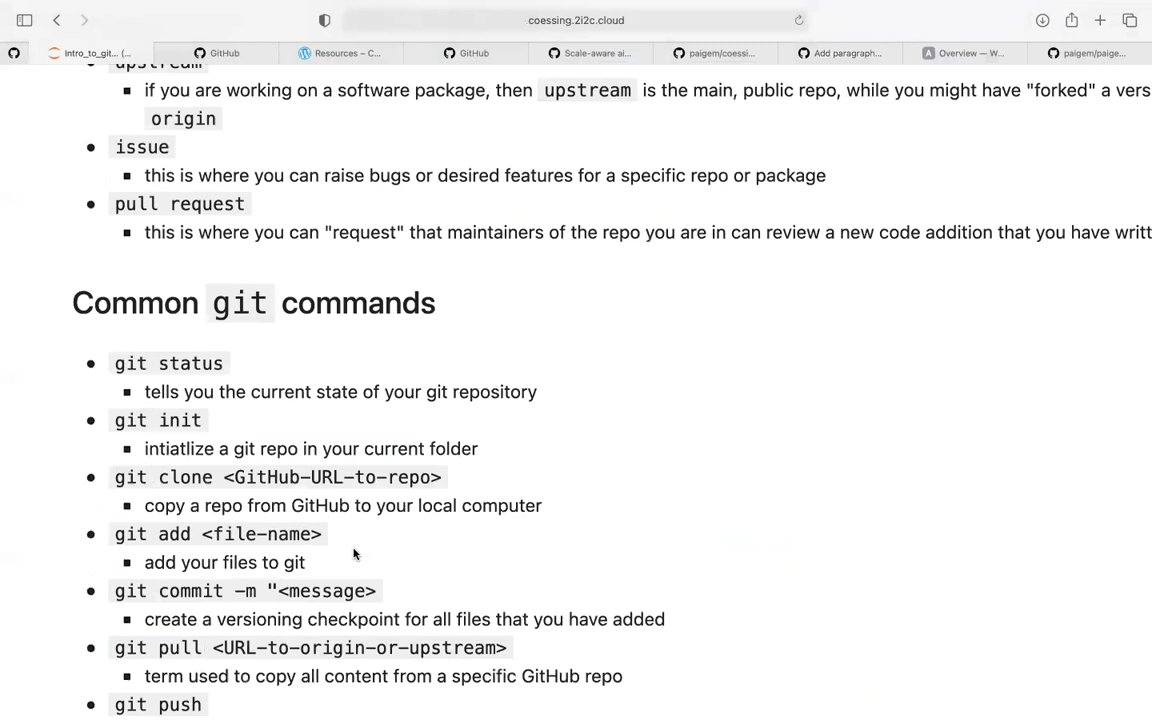 coessing.2i2c.cloud
Intro_to_git... (...
GitHub
Resources – C...
GitHub
Scale-aware ai...
paigem/coessi...
Add paragraph...
A Overview — W...
paigem/paige...
upstream
if you are working on a software package, then upstream is the main, public repo, while you might have "forked" a vers
origin
issue
this is where you can raise bugs or desired features for a specific repo or package
pull request
this is where you can "request" that maintainers of the repo you are in can review a new code addition that you have writt
Common git commands
git status
tells you the current state of your git repository
git init
intiatlize a git repo in your current folder
git clone <GitHub-URL-to-repo>
copy a repo from GitHub to your local computer
git add <file-name>
add your files to git
git commit -m "<message>
create a versioning checkpoint for all files that you have added
git pull <URL-to-origin-or-upstream>
term used to copy all content from a specific GitHub repo
git push